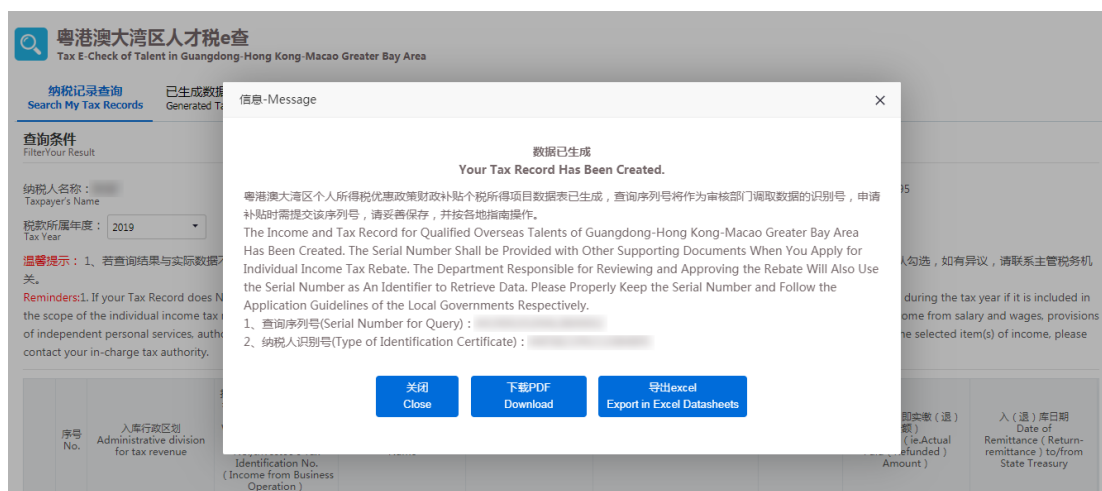 粤港澳大湾区人才税e查
Tax E-Check of Talent in Guangdong-Hong Kong-Macao Greater Bay Area
纳税记录查询
Search My Tax Records
已生成数据
Generated
信息-Message
×
查询条件
FilterYour Result
纳税人名称：
Taxpayer's Name
95
税款所属年度：
Tax Year
2019
温馨提示：1、若查询结果与实际数据
勾选，如有异议，请联系主管税务机
关。
Reminders:1. If your Tax Record does
during the tax year if it is included in
the scope of the individual income tax
ome from salary and wages, provisions
of independent personal services,
he selected item(s) of income, please
contact your in-charge tax authority.
数据已生成
Your Tax Record Has Been Created.
粤港澳大湾区个人所得税优惠政策财政补贴个税所得项目数据表已生成，查询序列号将作为审核部门调取数据的识别号，申请
补贴时需提交该序列号，请妥善保存，并按各地指南操作。
The Income and Tax Record for Qualified Overseas Talents of Guangdong-Hong Kong-Macao Greater Bay Area
Has Been Created. The Serial Number Shall be Provided with Other Supporting Documents When You Apply for
Individual Income Tax Rebate. The Department Responsible for Reviewing and Approving the Rebate Will Also Use
the Serial Number as An Identifier to Retrieve Data. Please Properly Keep the Serial Number and Follow the
Application Guidelines of the Local Governments Respectively.
1、查询序列号(Serial Number for Query)：
2、纳税人识别号(Type of Identification Certificate)：
关闭
Close
下载PDF
Download
导出excel
Export in Excel Datasheets
序号
No.
入库行政区划
Administrative division
for tax revenue
Identification No.
( Income from Business
Operation )
即实缴（退）
额）
( ie.Actual
efunded )
Amount )
入（退）库日期
Date of
Remittance ( Return-
remittance ) to/from
State Treasury